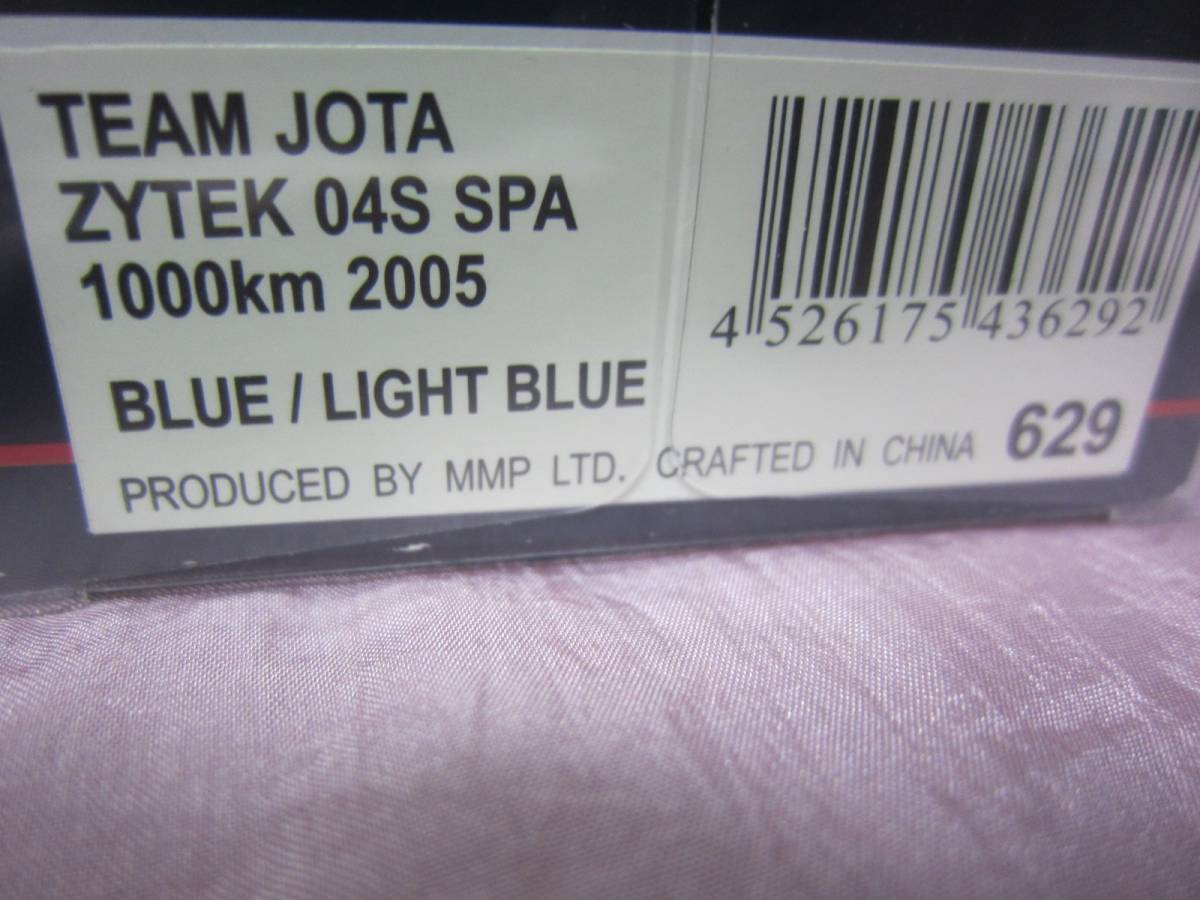 TEAM JOTA
ZYTEK 04S SPA
1000km 2005
BLUE / LIGHT BLUE
PRODUCED BY MMP LTD. CRAFTED IN CHINA
4 526175 436292
629